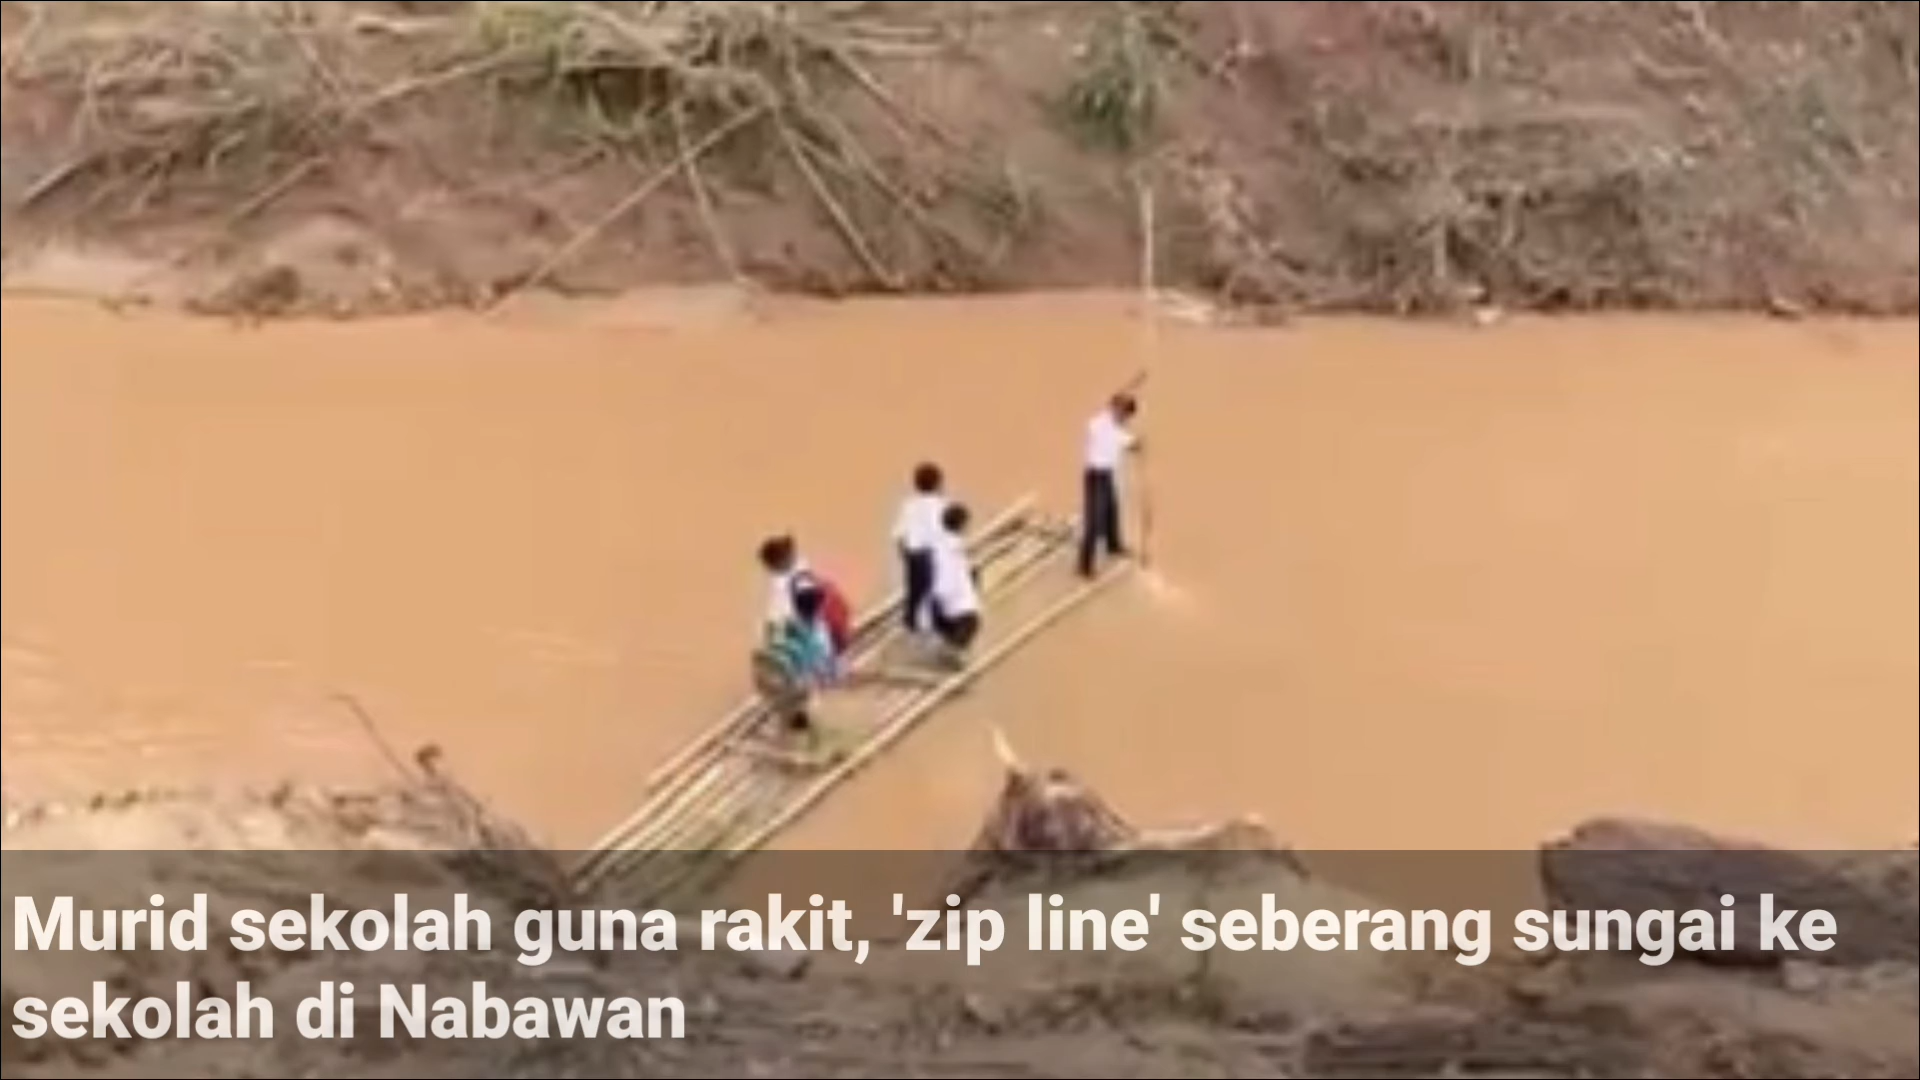 Murid sekolah guna rakit, 'zip line' seberang sungai ke
sekolah di Nabawan